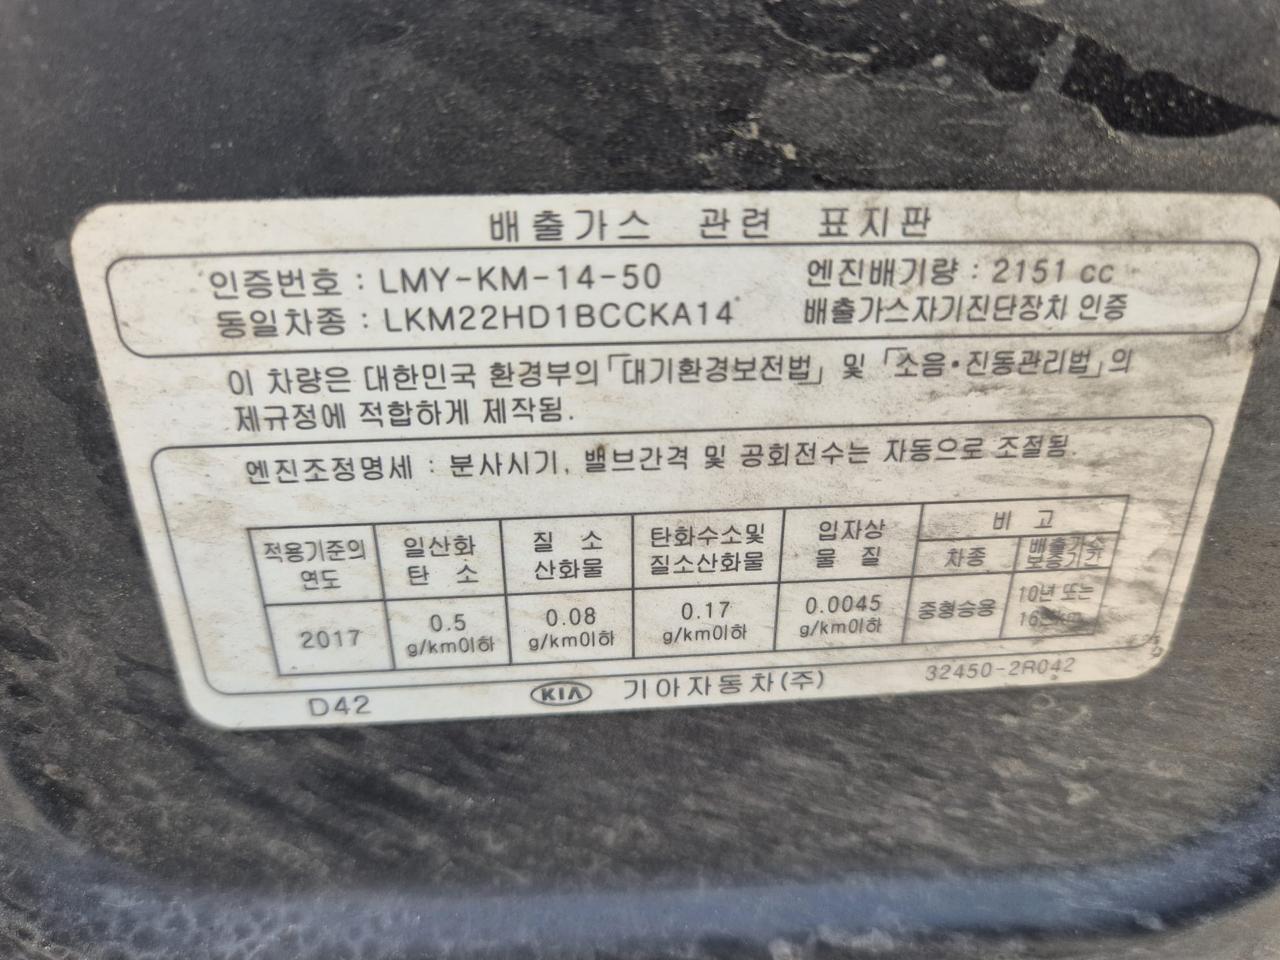 배출가스 관련 표지판
인증번호 : LMY-KM-14-50 엔진배기량 : 2151 cc
동일차종 : LKM22HD1BCCKA14 배출가스자기진단장치 인증
이 차량은 대한민국 환경부의 「대기환경보전법」 및 「소음·진동관리법」의
제규정에 적합하게 제작됨.
엔진조정명세 : 분사시기, 밸브간격 및 공회전수는 자동으로 조절됨.
적용기준의 연도 일산화 탄소 질소 산화물 탄화수소및 질소산화물 입자상 물질 비고
차종 배출가스 보증기간
2017 0.5 g/km이하 0.08 g/km이하 0.17 g/km이하 0.0045 g/km이하 중형승용 10년 또는
D42 KIA 기아자동차(주) 32450-2R042